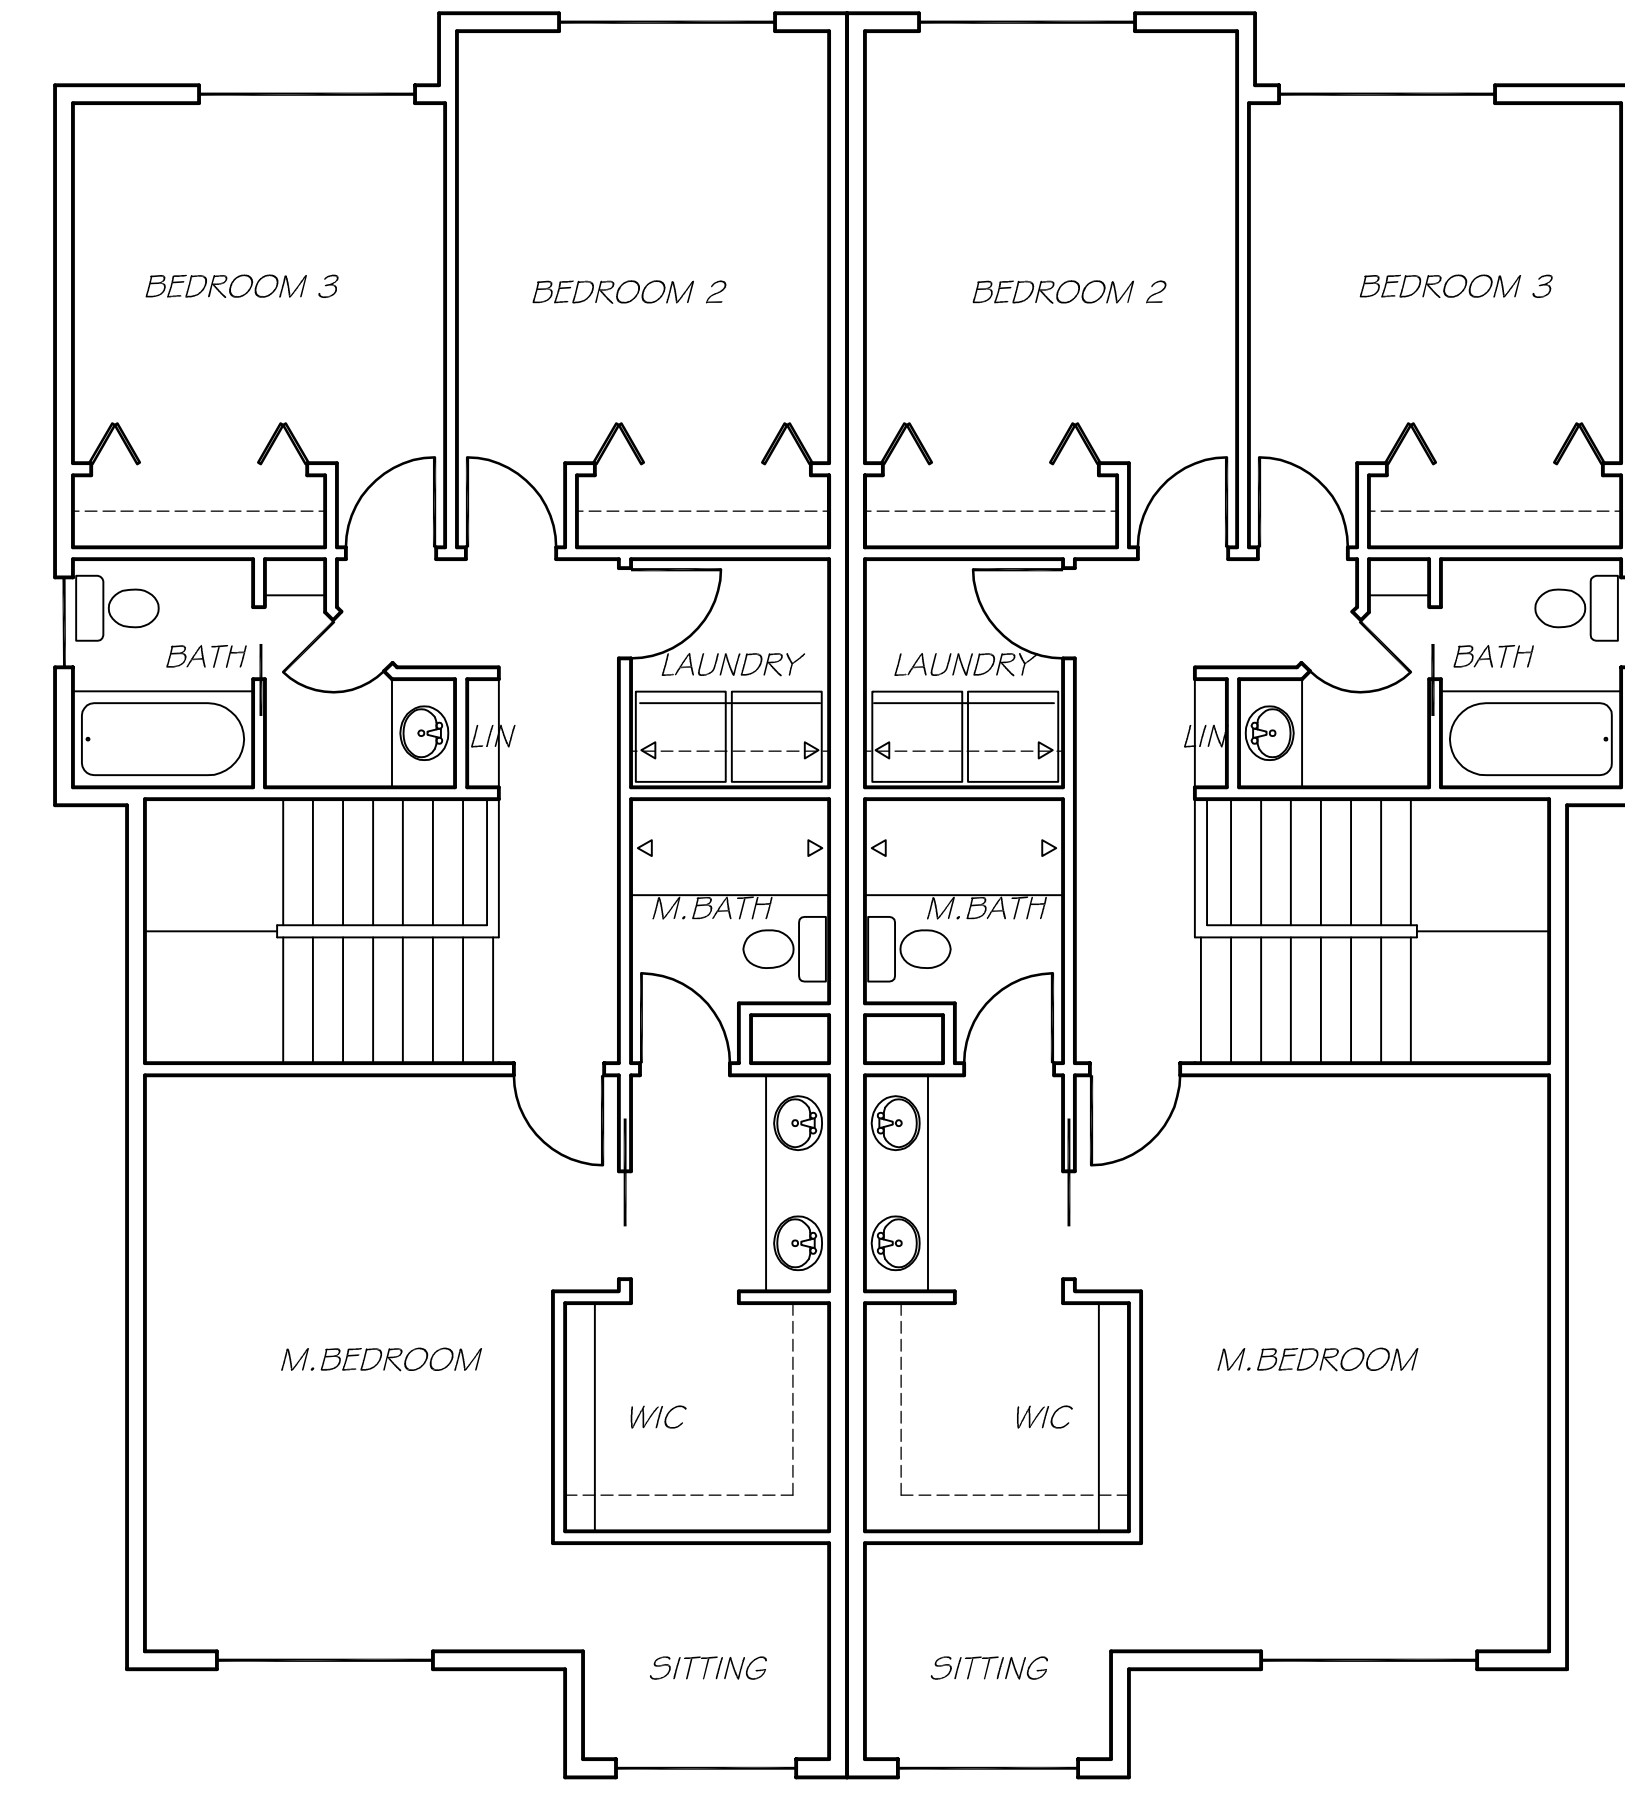 BEDROOM 3
BEDROOM 2
BEDROOM 2
BEDROOM 3
BATH
LAUNDRY
LAUNDRY
BATH
LIN
LIN
M.BATH
M.BATH
M.BEDROOM
M.BEDROOM
WIC
WIC
SITTING
SITTING